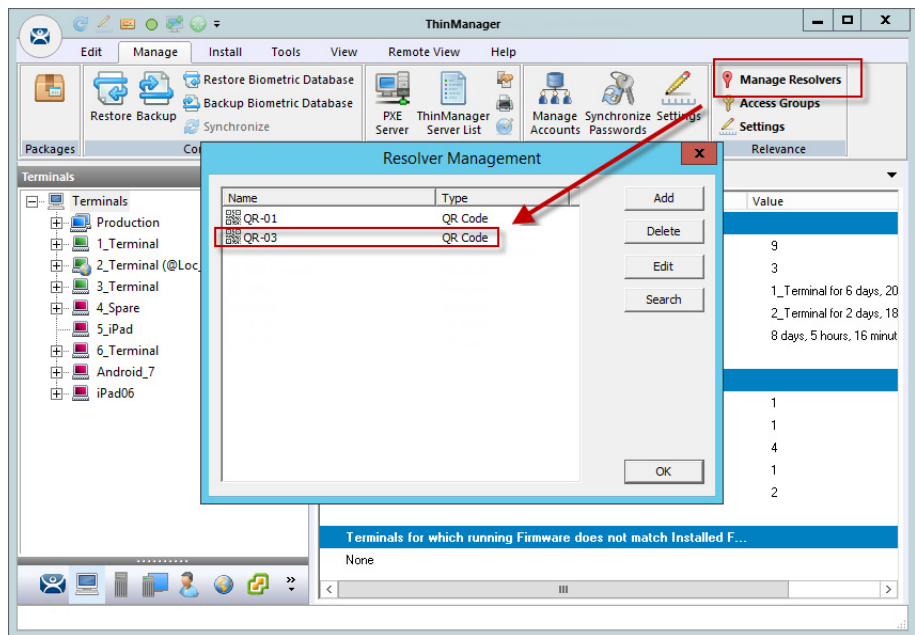 ThinManager
Edit Manage Install Tools View Remote View Help
Restore Biometric Database
Backup Biometric Database
Synchronize
Restore Backup
PXE Server
ThinManager Server List
Manage Accounts
Synchronize Passwords
Settings
Manage Resolvers
Access Groups
Settings
Packages
Co
Relevance
Resolver Management
X
Terminals
Terminals
Production
1_Terminal
2_Terminal (@Loc_
3_Terminal
4_Spare
5_iPad
6_Terminal
Android_7
iPad06
Name Type
QR-01 QR Code
QR-03 QR Code
Add
Delete
Edit
Search
OK
Value
9
3
1_Terminal for 6 days, 20
2_Terminal for 2 days, 18
8 days, 5 hours, 16 minut
1
1
4
1
2
Terminals for which running Firmware does not match Installed F...
None